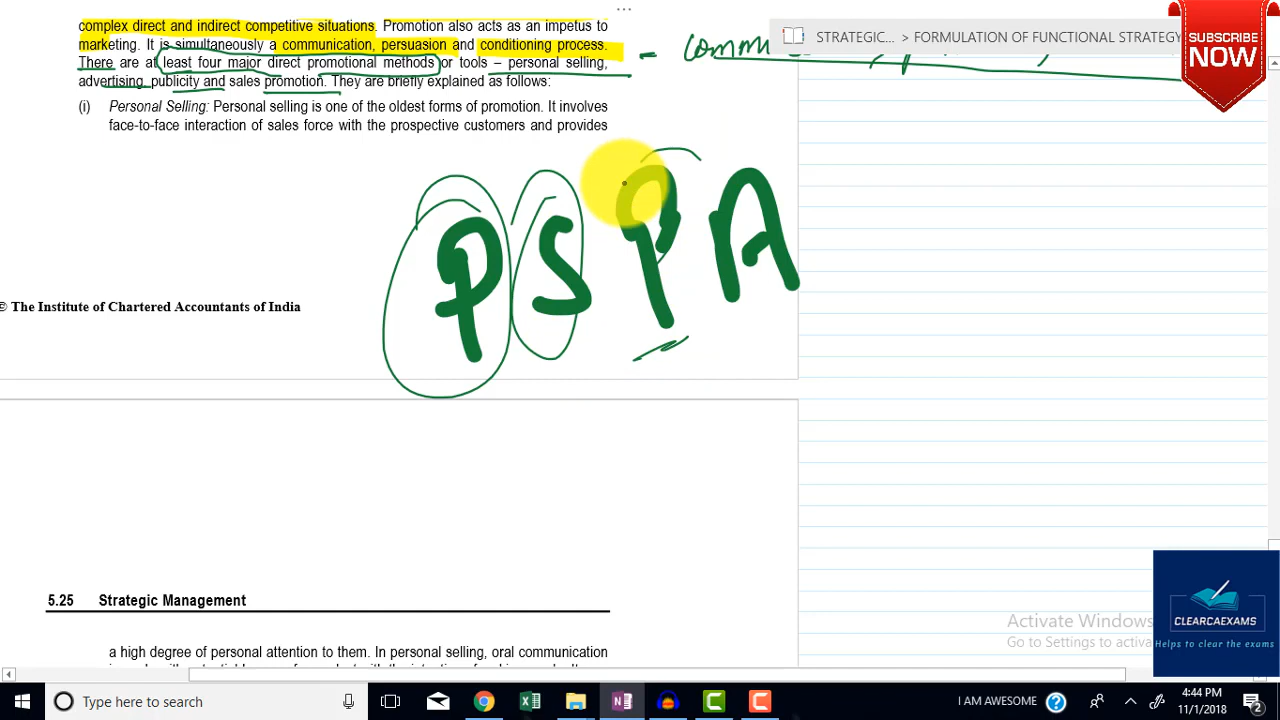 complex direct and indirect competitive situations. Promotion also acts as an impetus to
marketing. It is simultaneously a communication, persuasion and conditioning process.
There are at least four major direct promotional methods or tools – personal selling,
advertising, publicity and sales promotion. They are briefly explained as follows:
(i) Personal Selling: Personal selling is one of the oldest forms of promotion. It involves
face-to-face interaction of sales force with the prospective customers and provides
STRATEGIC... > FORMULATION OF FUNCTIONAL STRATEGY
SUBSCRIBE
NOW
P S P A
© The Institute of Chartered Accountants of India
5.25 Strategic Management
a high degree of personal attention to them. In personal selling, oral communication
CLEARCAEXAMS
Helps to clear the exams
Activate Windows
Go to Settings to activa
Type here to search
I AM AWESOME
4:44 PM
11/1/2018
2